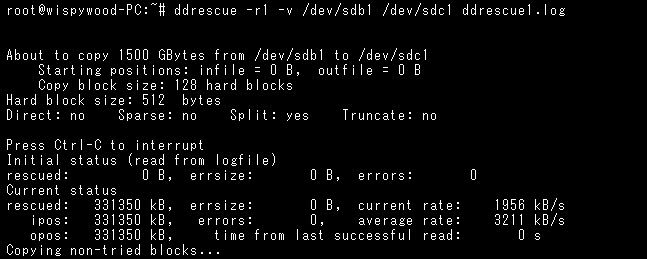 root@wispywood-PC:~# ddrescue -r1 -v /dev/sdb1 /dev/sdc1 ddrescue1.log
About to copy 1500 GBytes from /dev/sdb1 to /dev/sdc1
Starting positions: infile = 0 B,  outfile = 0 B
Copy block size: 128 hard blocks
Hard block size: 512  bytes
Direct: no    Sparse: no    Split: yes    Truncate: no
Press Ctrl-C to interrupt
Initial status (read from logfile)
rescued:         0 B,  errsize:       0 B,  errors:       0
Current status
rescued:   331350 kB,  errsize:       0 B,  current rate:     1956 kB/s
ipos:   331350 kB,   errors:       0,    average rate:     3211 kB/s
opos:   331350 kB,     time from last successful read:       0 s
Copying non-tried blocks...